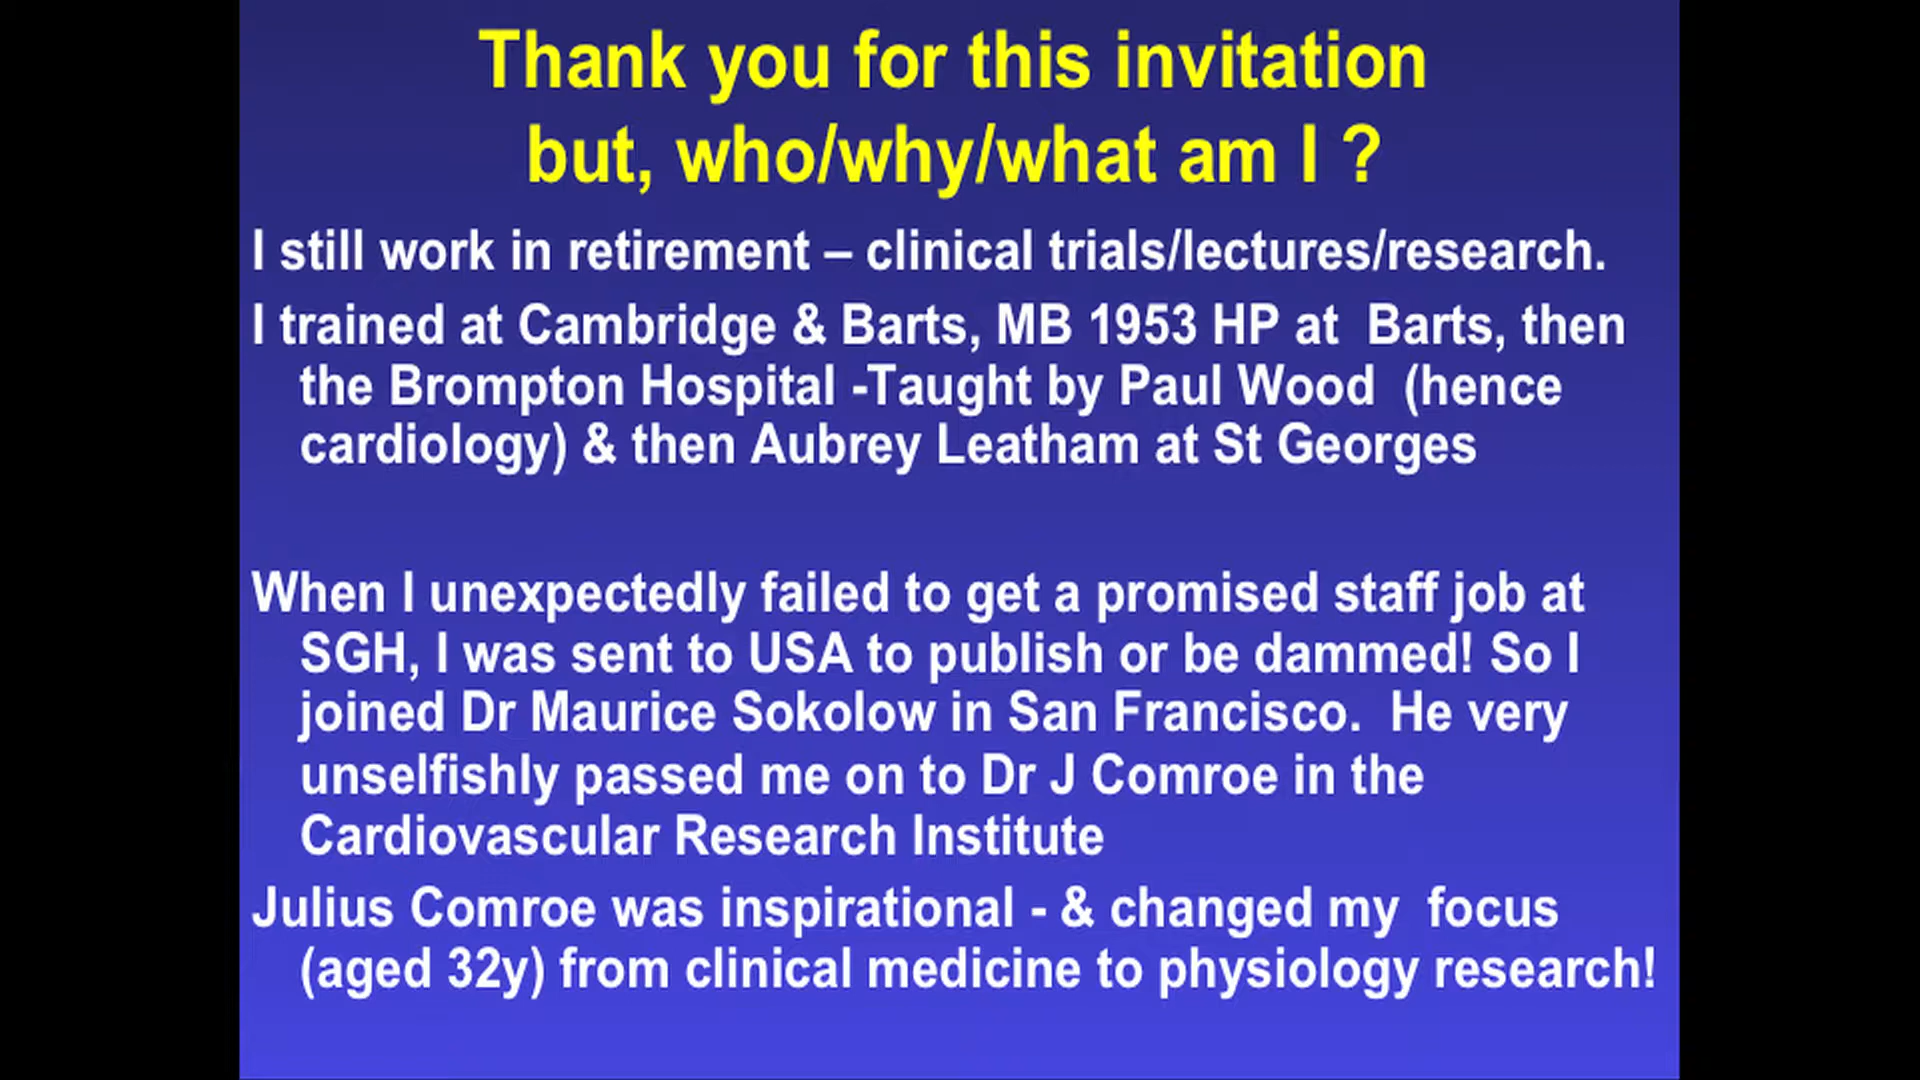 Thank you for this invitation
but, who/why/what am I ?
I still work in retirement – clinical trials/lectures/research.
I trained at Cambridge & Barts, MB 1953 HP at  Barts, then
the Brompton Hospital -Taught by Paul Wood  (hence
cardiology) & then Aubrey Leatham at St Georges
When I unexpectedly failed to get a promised staff job at
SGH, I was sent to USA to publish or be dammed! So I
joined Dr Maurice Sokolow in San Francisco.  He very
unselfishly passed me on to Dr J Comroe in the
Cardiovascular Research Institute
Julius Comroe was inspirational - & changed my  focus
(aged 32y) from clinical medicine to physiology research!